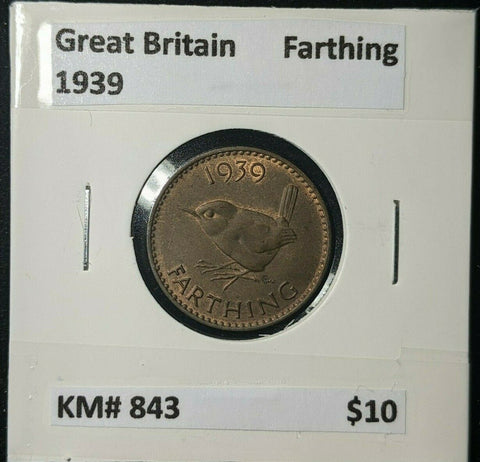 Great Britain Farthing
1939
1939
FARTHING
KM# 843 $10